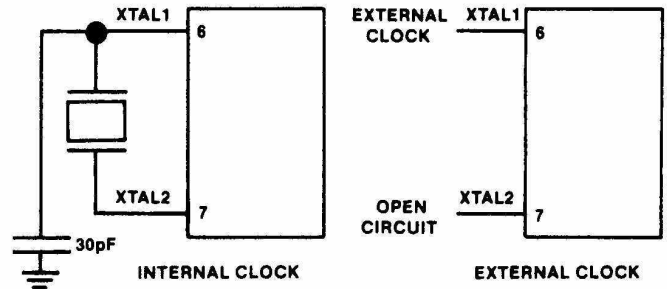 XTAL1
6
XTAL2
7
30pF
INTERNAL CLOCK
EXTERNAL
CLOCK
XTAL1
6
OPEN
CIRCUIT
XTAL2
7
EXTERNAL CLOCK